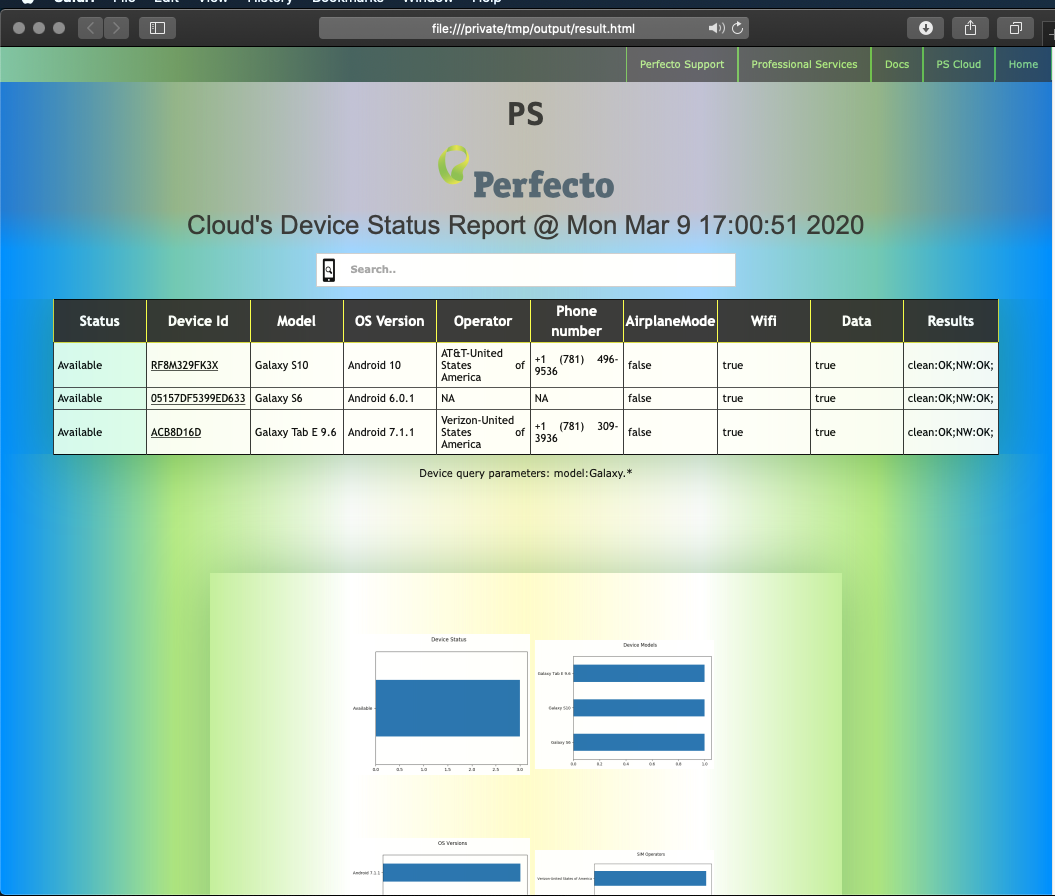 Safari File Edit View History Bookmarks Window Help
file:///private/tmp/output/result.html
Perfecto Support Professional Services Docs PS Cloud Home
PS
Perfecto
Cloud's Device Status Report @ Mon Mar 9 17:00:51 2020
Search..
Status Device Id Model OS Version Operator Phone number AirplaneMode Wifi Data Results
Available RF8M329FK3X Galaxy S10 Android 10 AT&T-United States of America +1 (781) 496-9536 false true true clean:OK;NW:OK;
Available 05157DF5399ED633 Galaxy S6 Android 6.0.1 NA NA false true true clean:OK;NW:OK;
Available ACB8D16D Galaxy Tab E 9.6 Android 7.1.1 Verizon-United States of America +1 (781) 309-3936 false true true clean:OK;NW:OK;
Device query parameters: model:Galaxy.*
Device Status
Available
0.0 0.5 1.0 1.5 2.0 2.5 3.0
Device Models
Galaxy Tab E 9.6
Galaxy S10
Galaxy S6
0.0 0.2 0.4 0.6 0.8 1.0
OS Versions
Android 7.1.1
SIM Operators
Verizon-United States of America